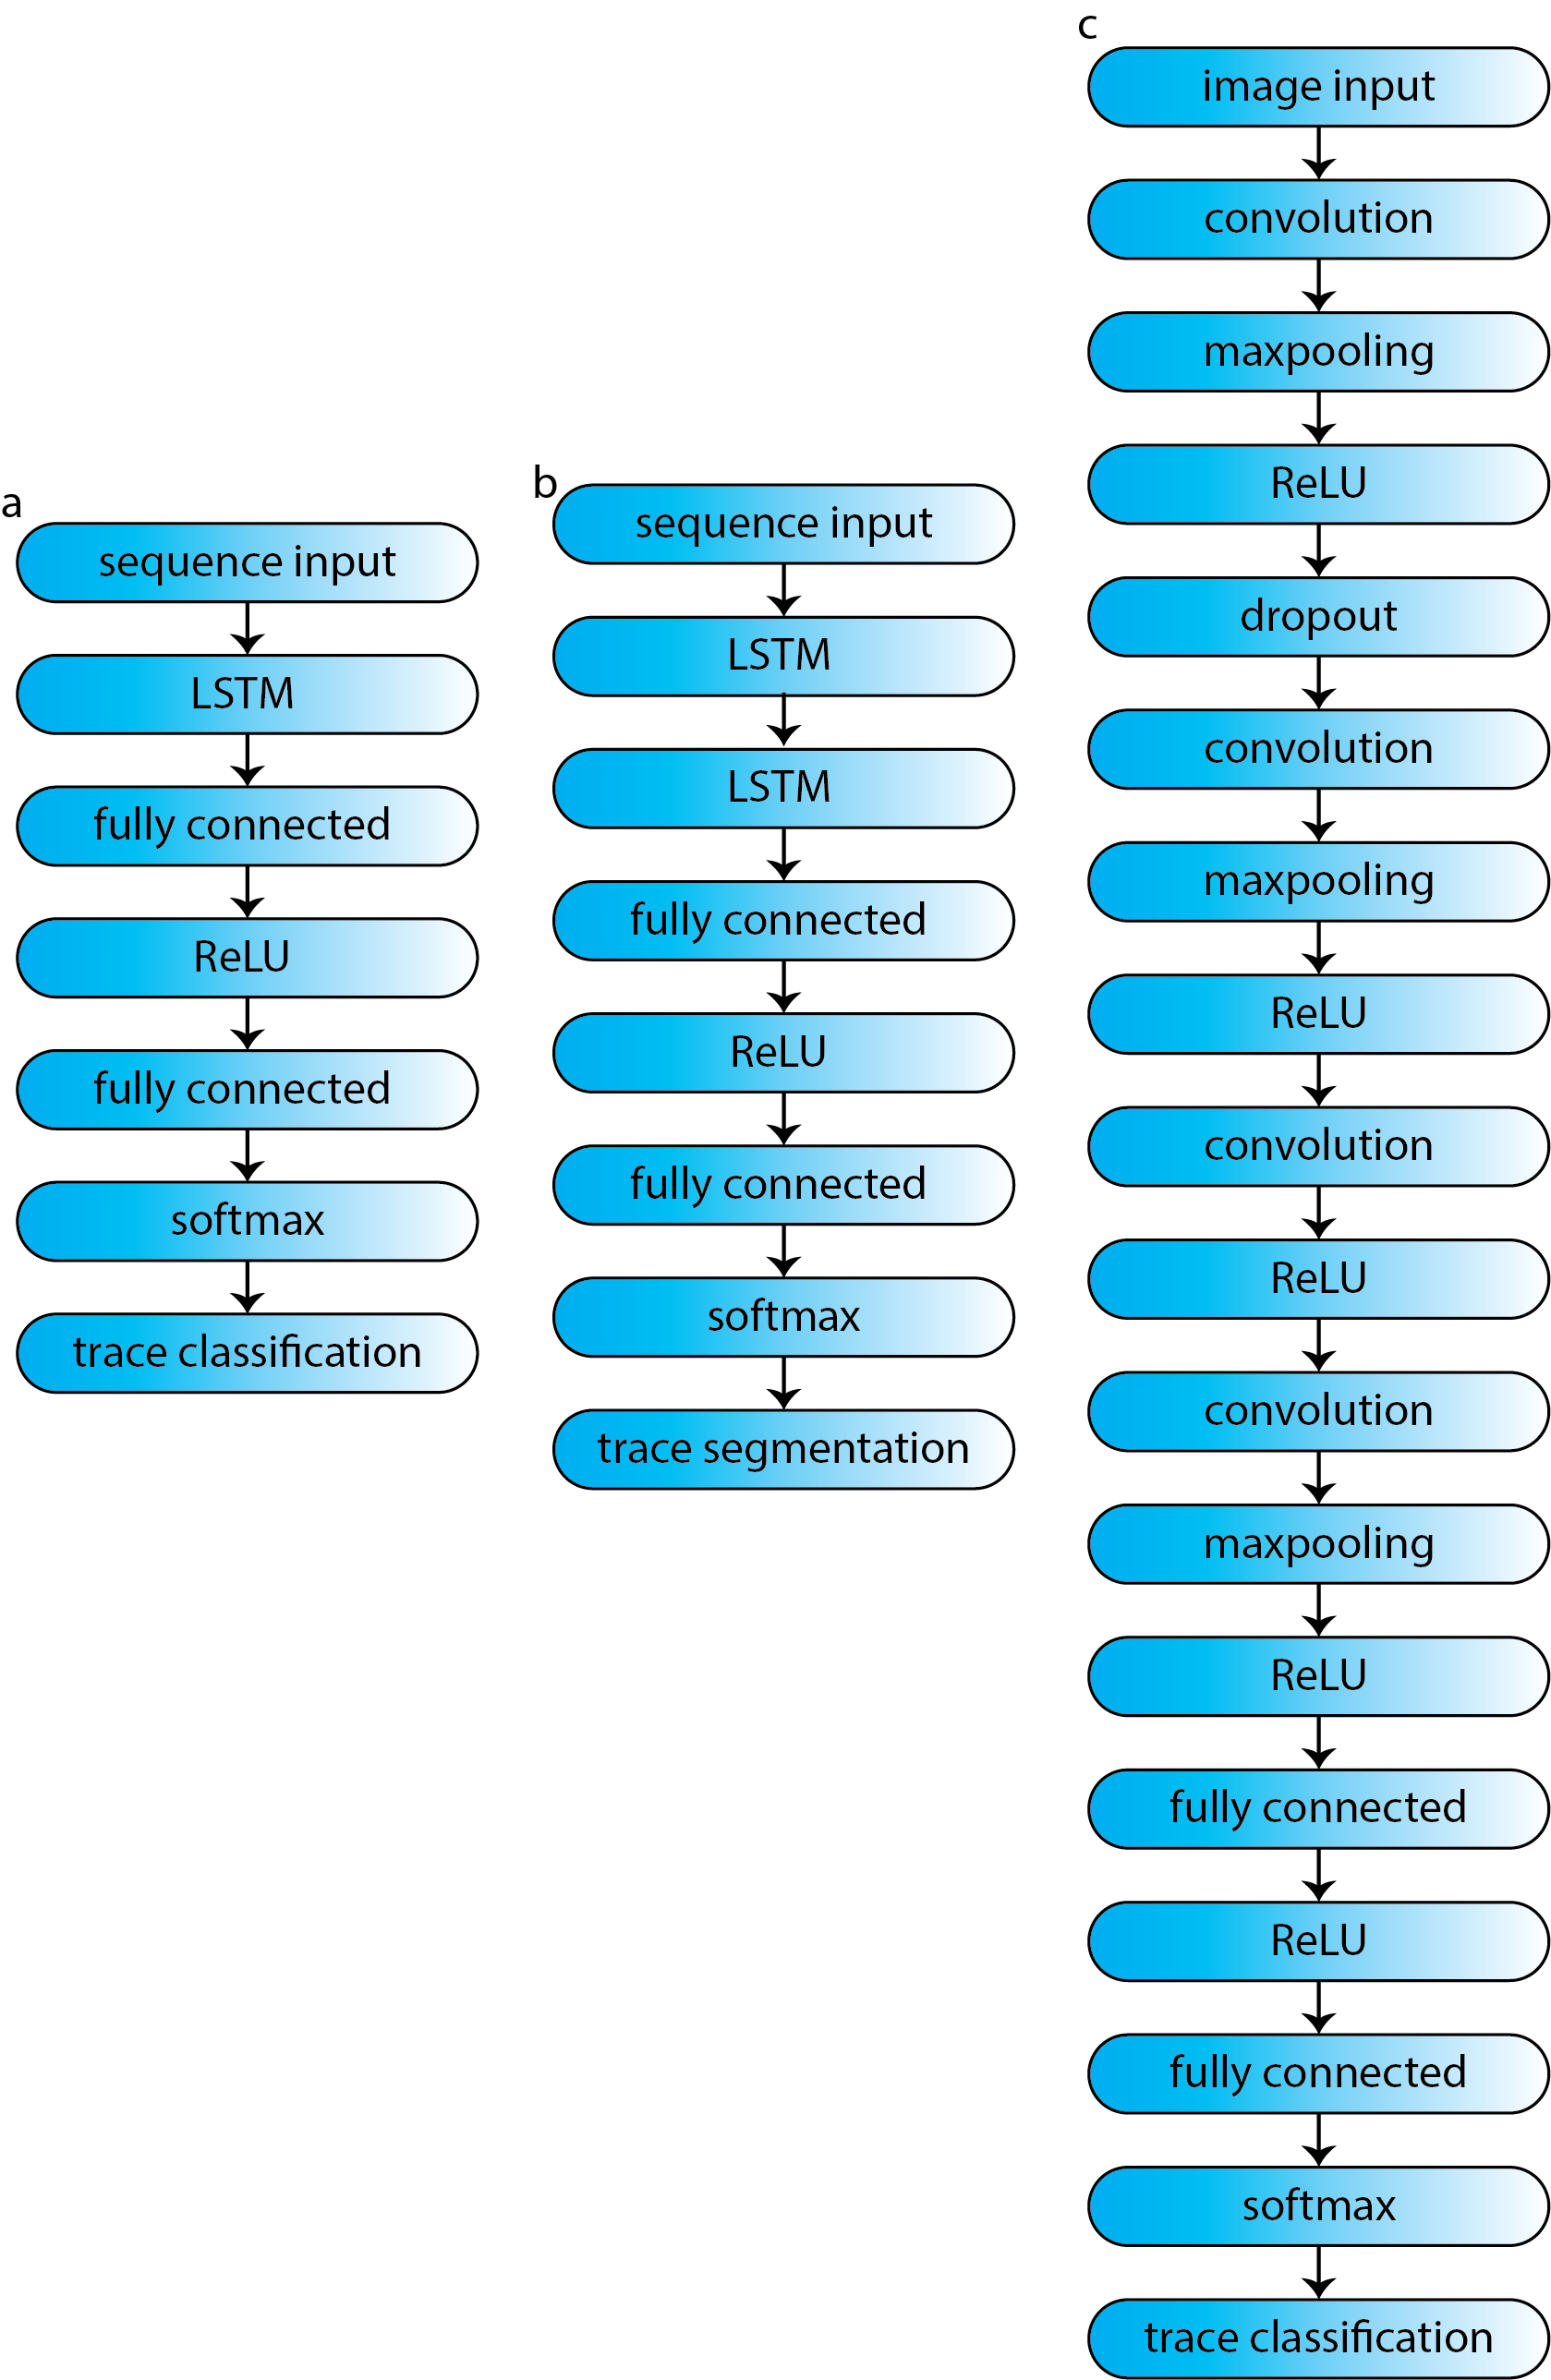 a
sequence input
LSTM
fully connected
ReLU
fully connected
softmax
trace classification
b
sequence input
LSTM
LSTM
fully connected
ReLU
fully connected
softmax
trace segmentation
c
image input
convolution
maxpooling
ReLU
dropout
convolution
maxpooling
ReLU
convolution
ReLU
convolution
maxpooling
ReLU
fully connected
ReLU
fully connected
softmax
trace classification